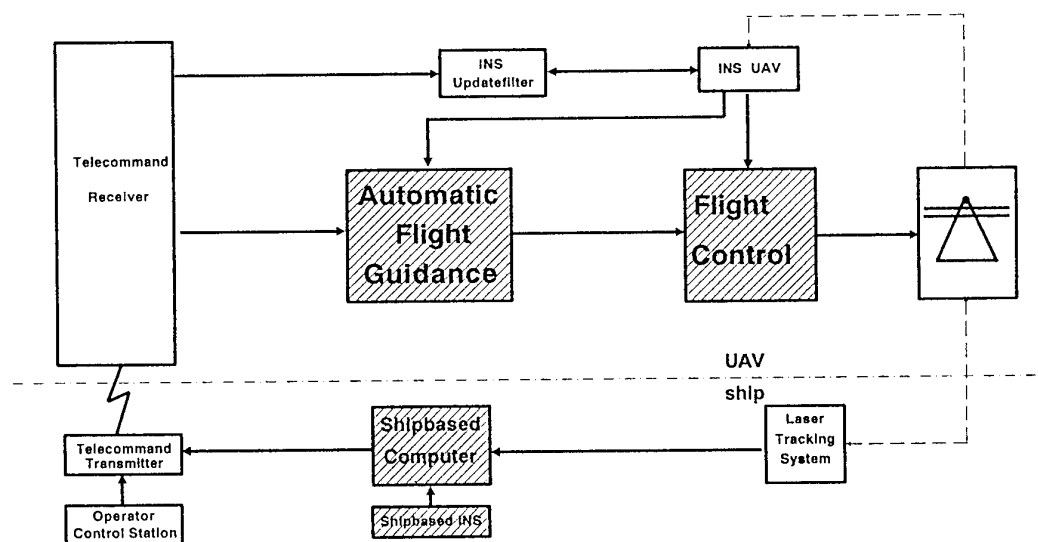 INS
Updatefilter
INS UAV
Telecommand
Receiver
Automatic
Flight
Guidance
Flight
Control
UAV
ship
Telecommand
Transmitter
Shipbased
Computer
Laser
Tracking
System
Operator
Control Station
Shipbased INS